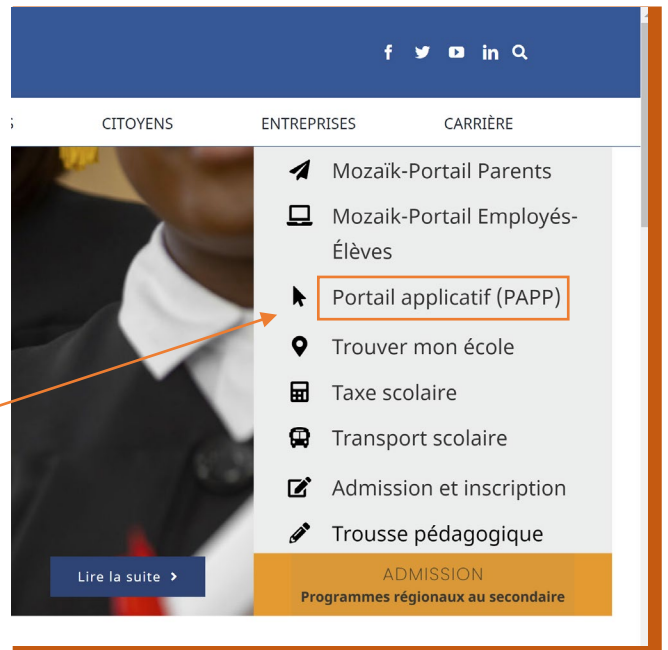 CITOYENS ENTREPRISES CARRIÈRE
Mozaïk-Portail Parents
Mozaik-Portail Employés-
Élèves
Portail applicatif (PAPP)
Trouver mon école
Taxe scolaire
Transport scolaire
Admission et inscription
Trousse pédagogique
Lire la suite
ADMISSION
Programmes régionaux au secondaire